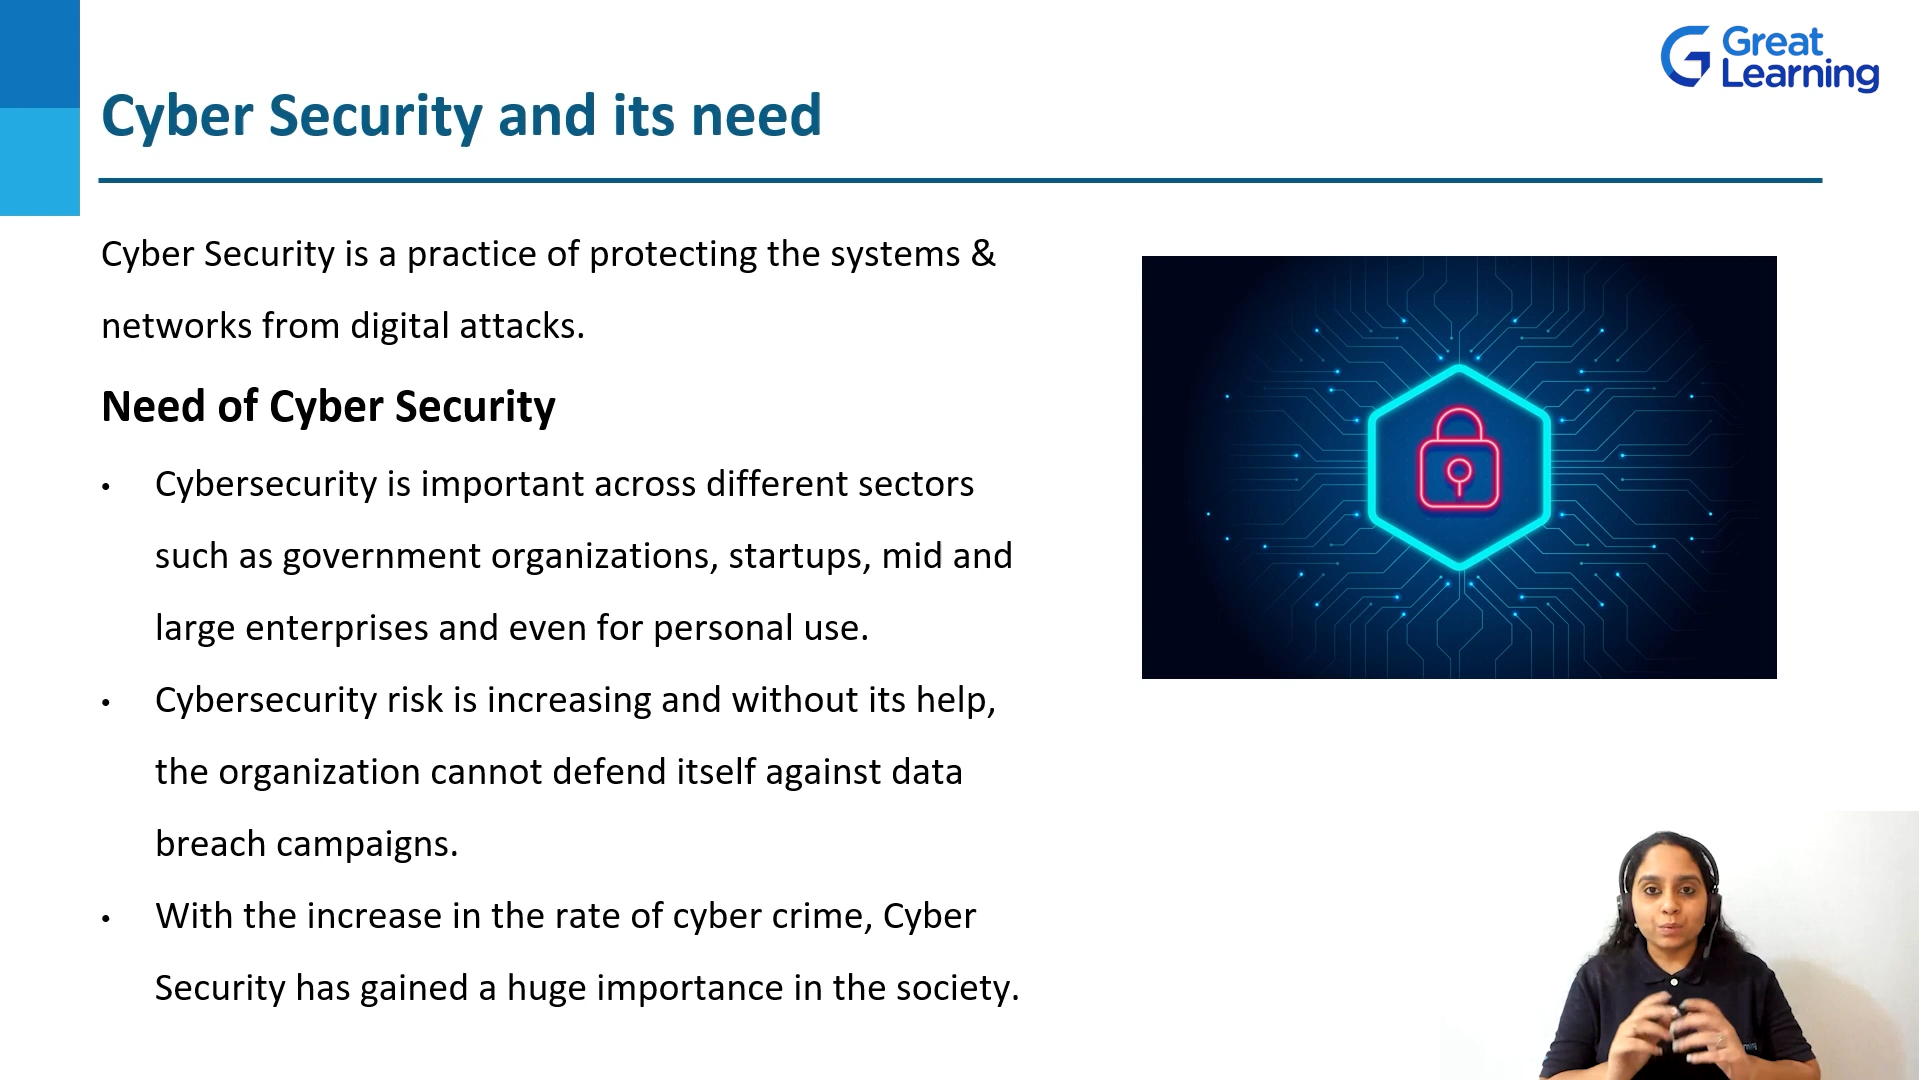 Great
Learning
Cyber Security and its need
Cyber Security is a practice of protecting the systems &
networks from digital attacks.
Need of Cyber Security
• Cybersecurity is important across different sectors
such as government organizations, startups, mid and
large enterprises and even for personal use.
• Cybersecurity risk is increasing and without its help,
the organization cannot defend itself against data
breach campaigns.
• With the increase in the rate of cyber crime, Cyber
Security has gained a huge importance in the society.